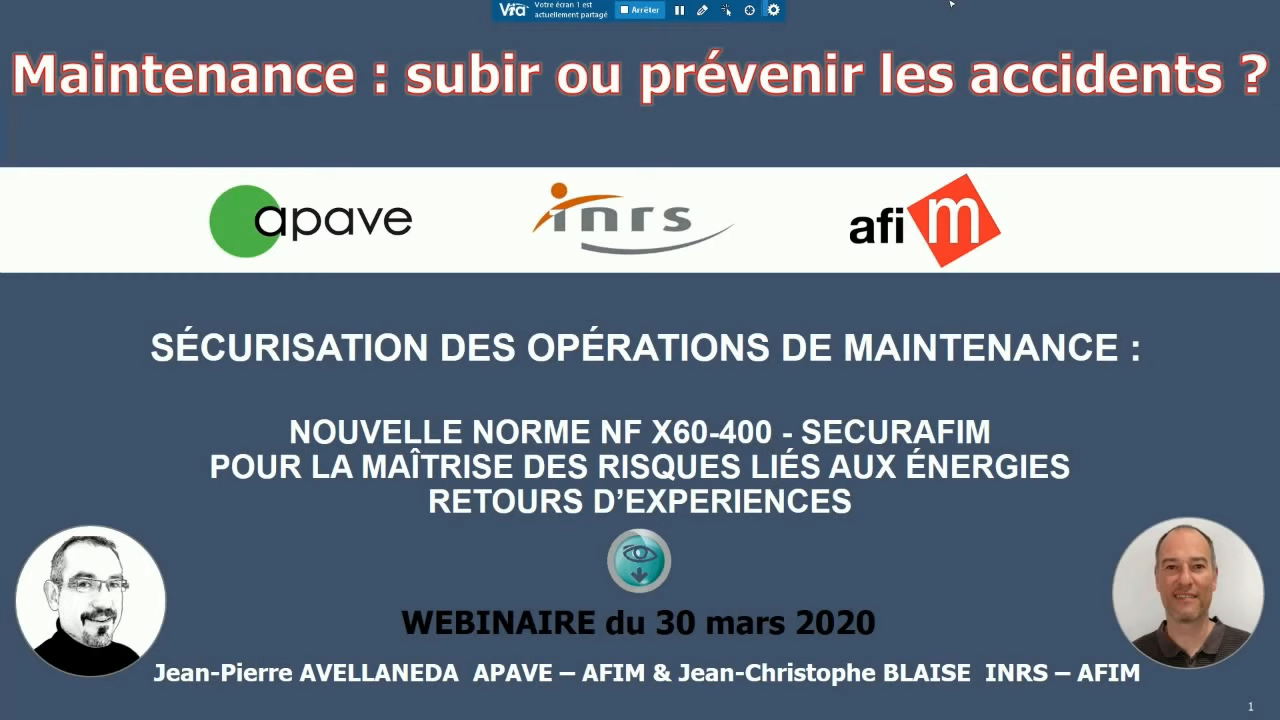 Votre écran 1 est
actuellement partagé
Arrêter
Maintenance : subir ou prévenir les accidents ?
apave
inrs
afim
SÉCURISATION DES OPÉRATIONS DE MAINTENANCE :
NOUVELLE NORME NF X60-400 - SECURAFIM
POUR LA MAÎTRISE DES RISQUES LIÉS AUX ÉNERGIES
RETOURS D'EXPERIENCES
WEBINAIRE du 30 mars 2020
Jean-Pierre AVELLANEDA APAVE – AFIM & Jean-Christophe BLAISE INRS – AFIM
1